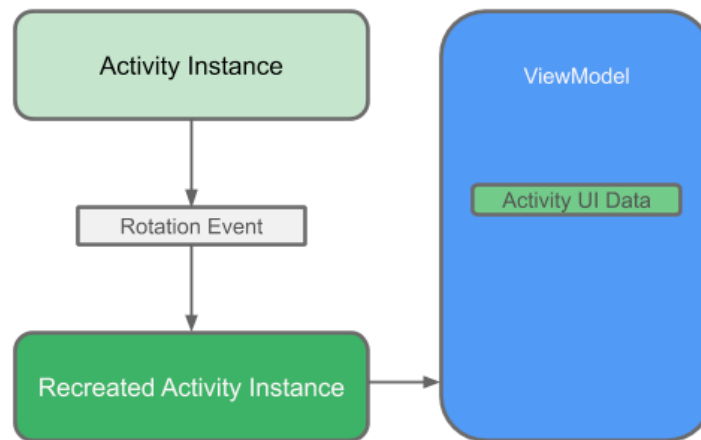 Activity Instance
ViewModel
Activity UI Data
Rotation Event
Recreated Activity Instance